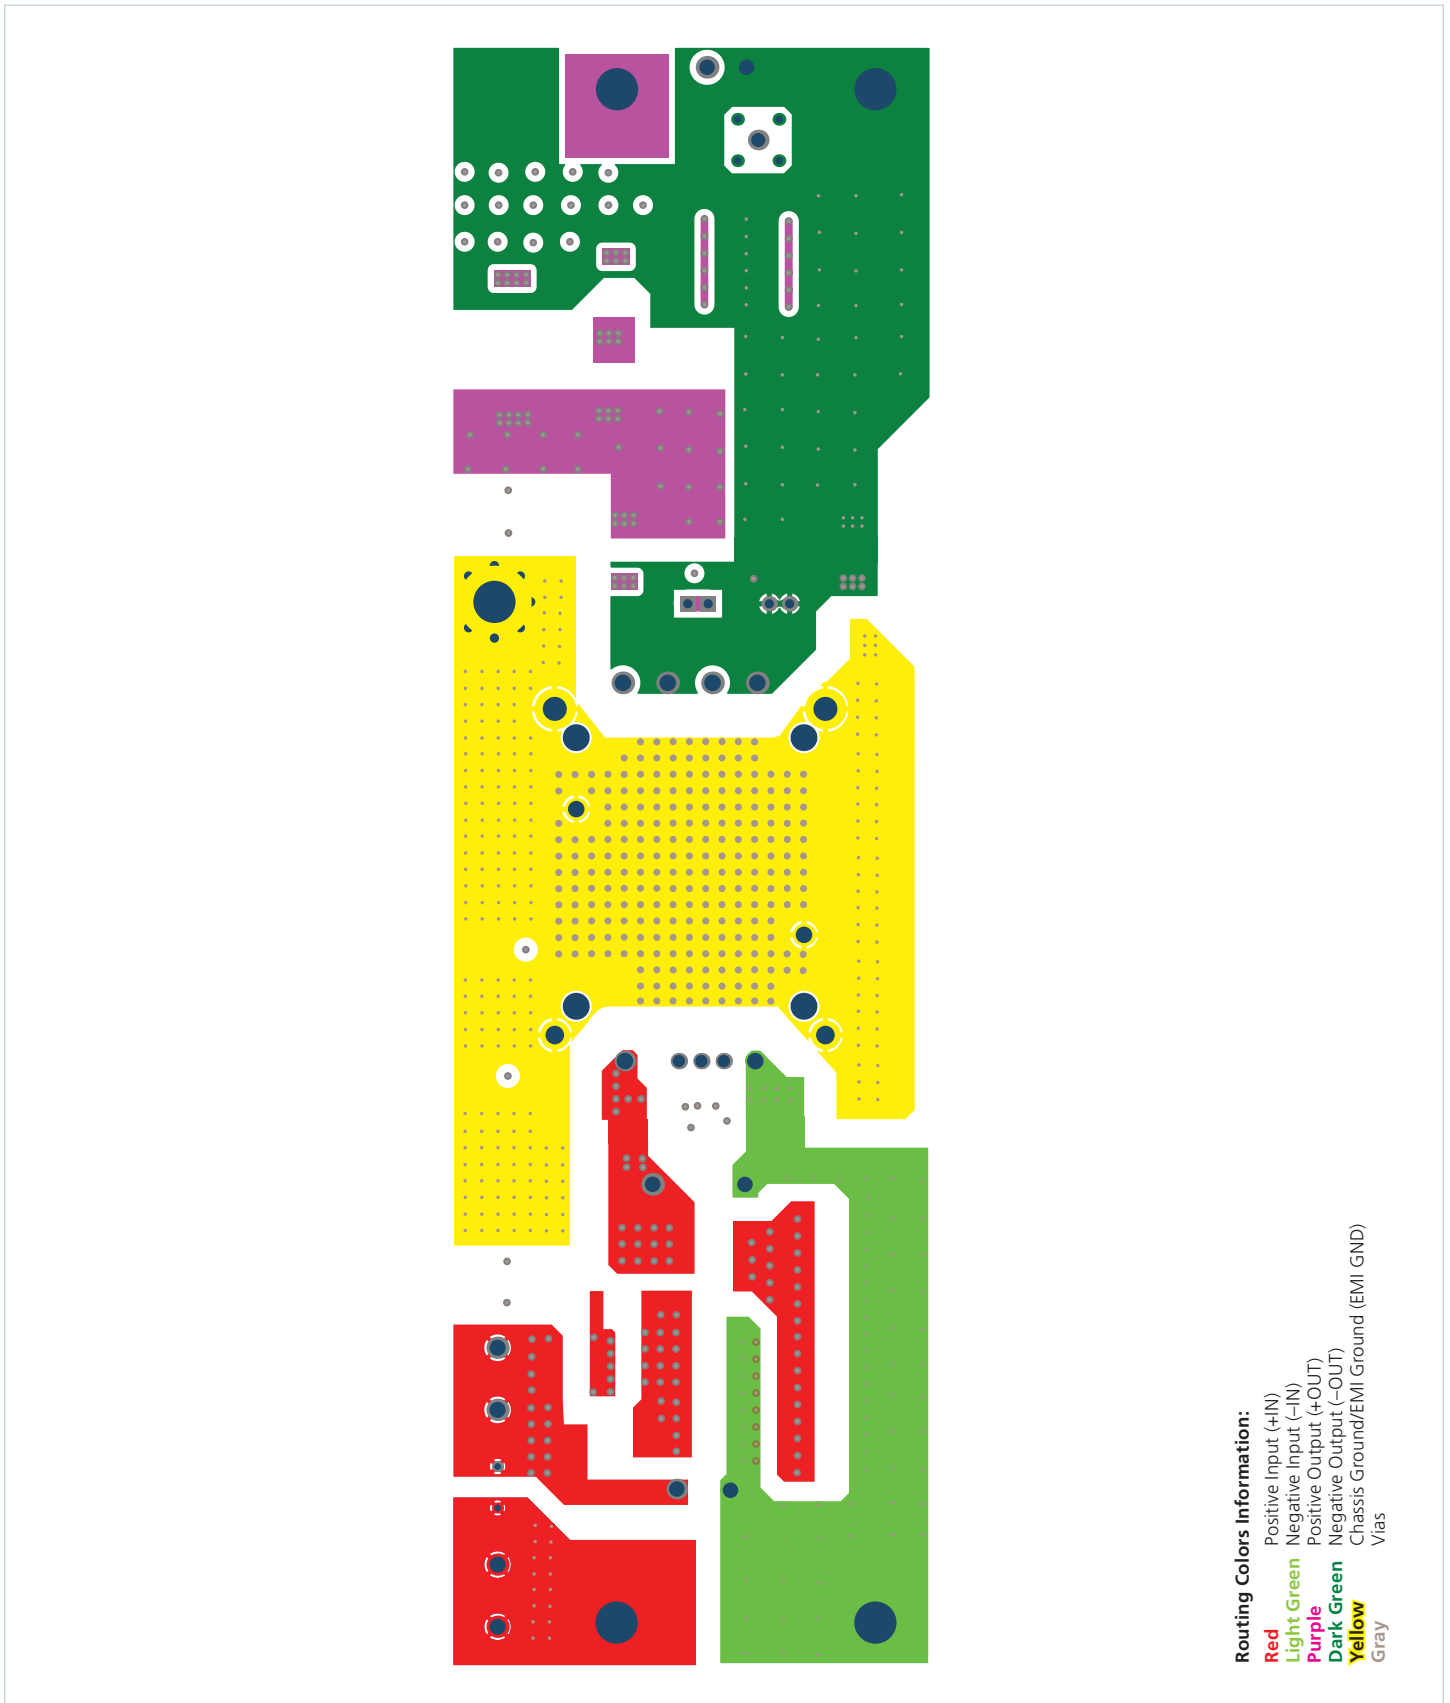 Routing Colors Information:
Red Positive Input (+IN)
Light Green Negative Input (–IN)
Purple Positive Output (+OUT)
Dark Green Negative Output (–OUT)
Yellow Chassis Ground/EMI Ground (EMI GND)
Gray Vias